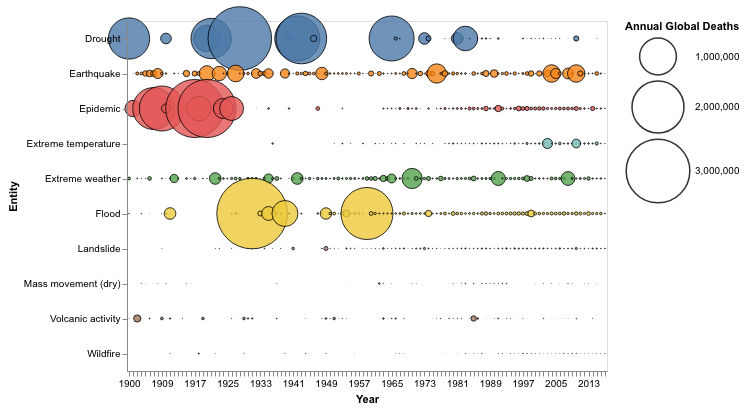 Annual Global Deaths
1,000,000
2,000,000
3,000,000
Entity
Drought
Earthquake
Epidemic
Extreme temperature
Extreme weather
Flood
Landslide
Mass movement (dry)
Volcanic activity
Wildfire
1900 1909 1917 1925 1933 1941 1949 1957 1965 1973 1981 1989 1997 2005 2013
Year